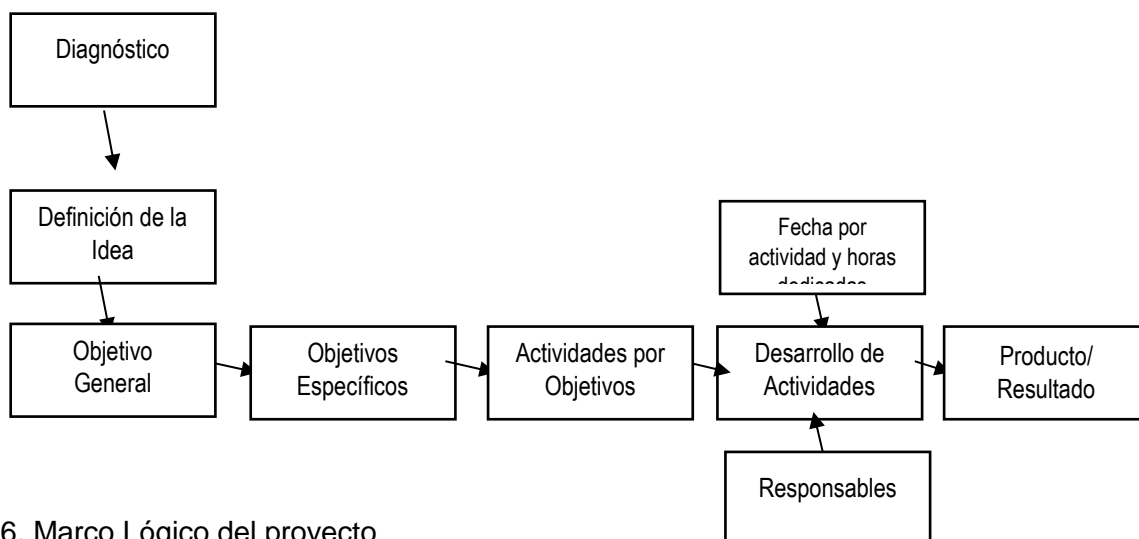 Diagnóstico
Definición de la
Idea
Fecha por
actividad y horas
dedicadas
Objetivo
General
Objetivos
Específicos
Actividades por
Objetivos
Desarrollo de
Actividades
Producto/
Resultado
Responsables
6. Marco Lógico del proyecto